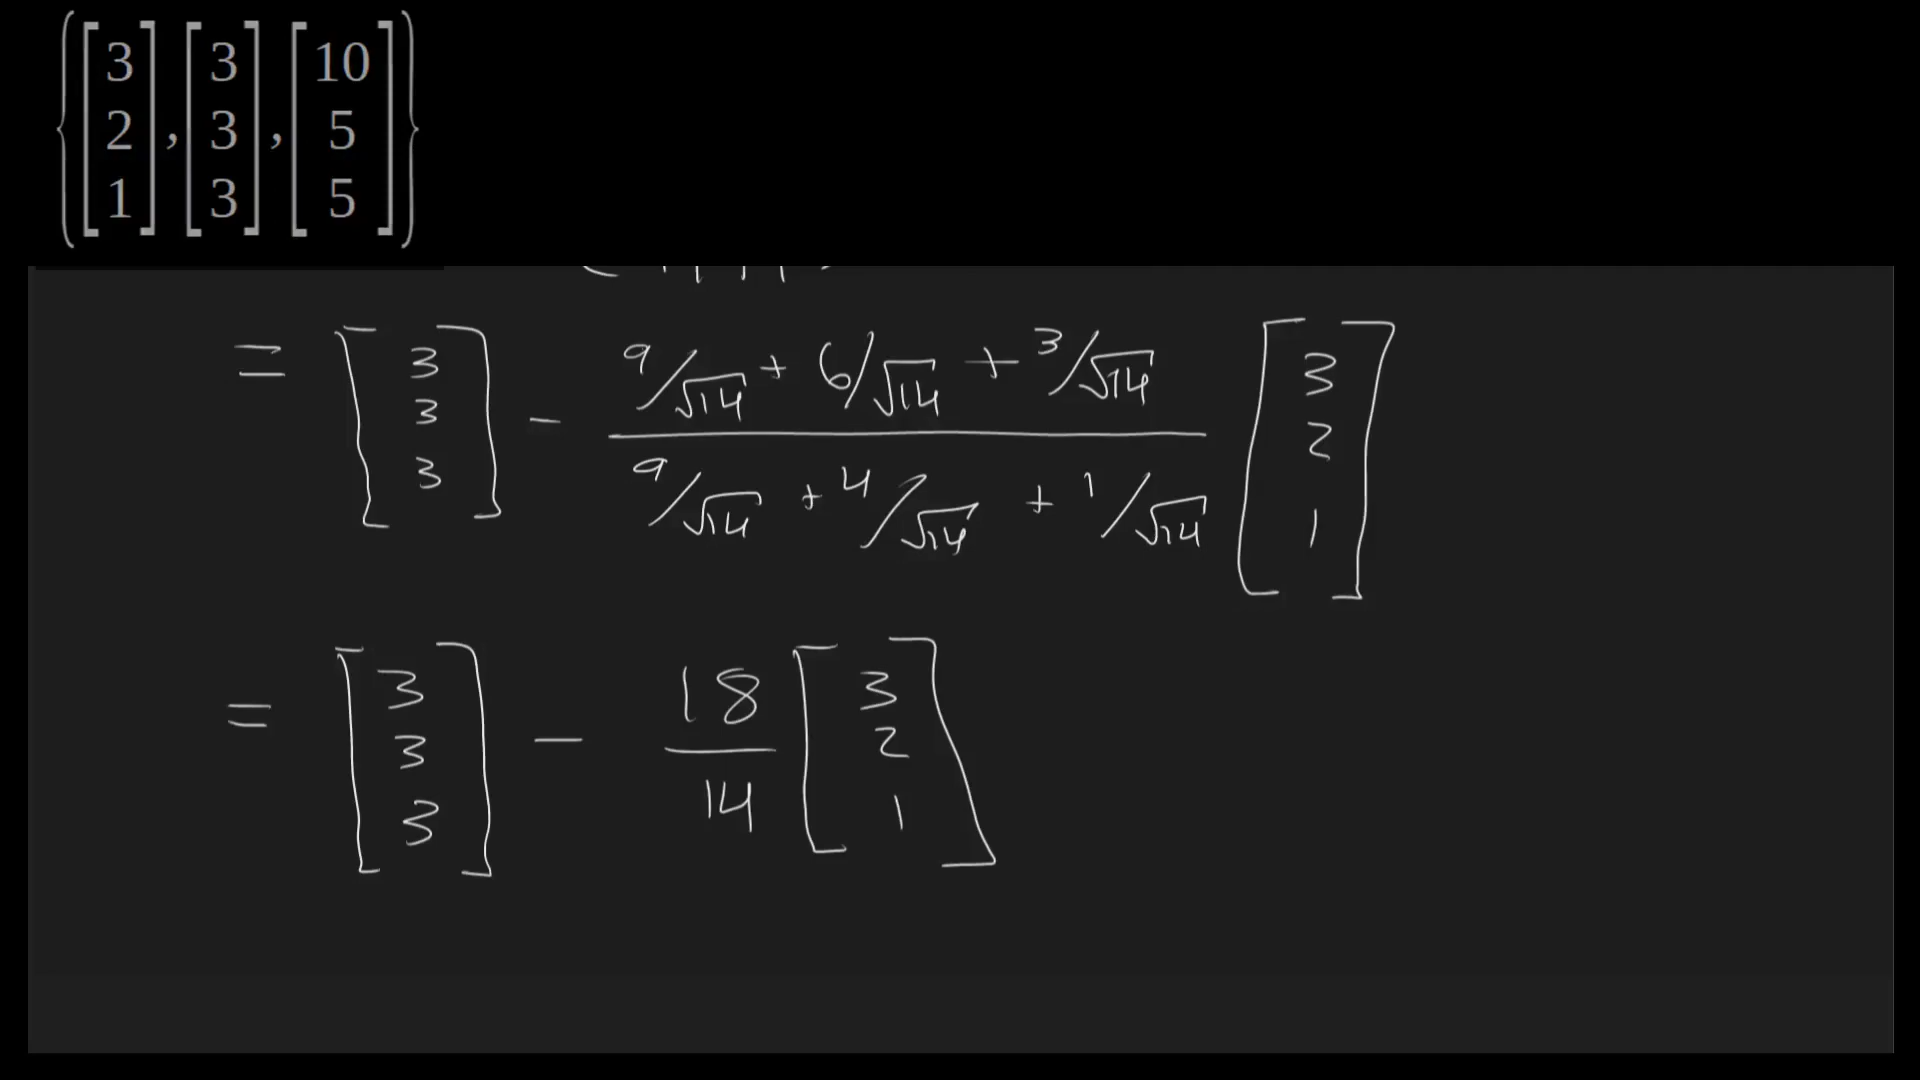 {[3 2 1], [3 3 3], [10 5 5]}
= [3 3 3] - (9/√14 + 6/√14 + 3/√14) / (9/√14 + 4/√14 + 1/√14) [3 2 1]
= [3 3 3] - 18/14 [3 2 1]